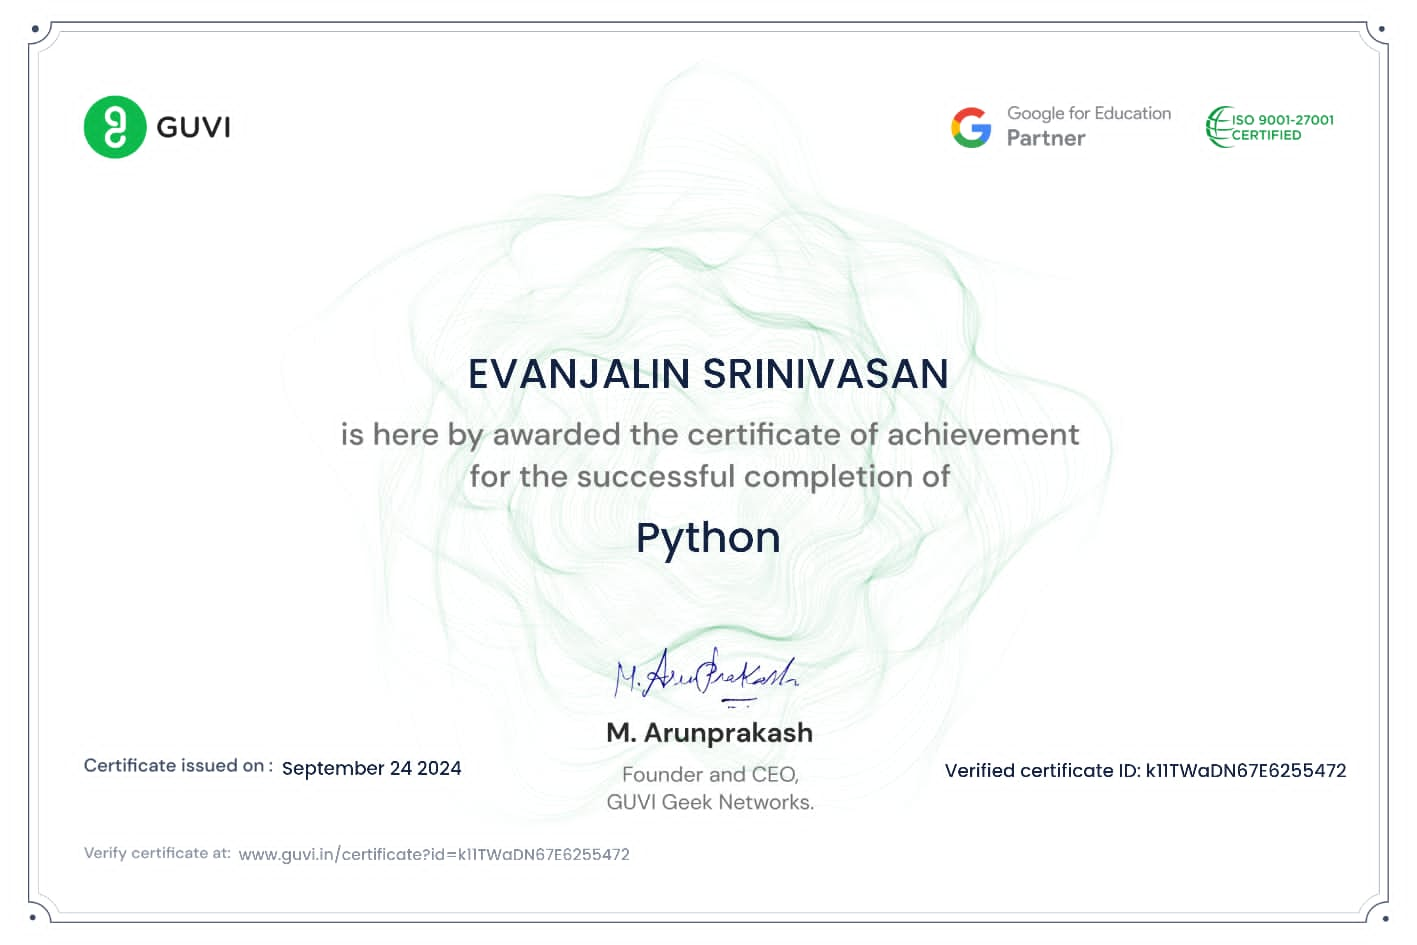 GUVI
Google for Education
Partner
ISO 9001-27001
CERTIFIED
EVANJALIN SRINIVASAN
is here by awarded the certificate of achievement
for the successful completion of
Python
M. ArunPrakash
M. Arunprakash
Founder and CEO,
GUVI Geek Networks.
Certificate issued on : September 24 2024
Verified certificate ID: k11TWaDN67E6255472
Verify certificate at: www.guvi.in/certificate?id=k11TWaDN67E6255472